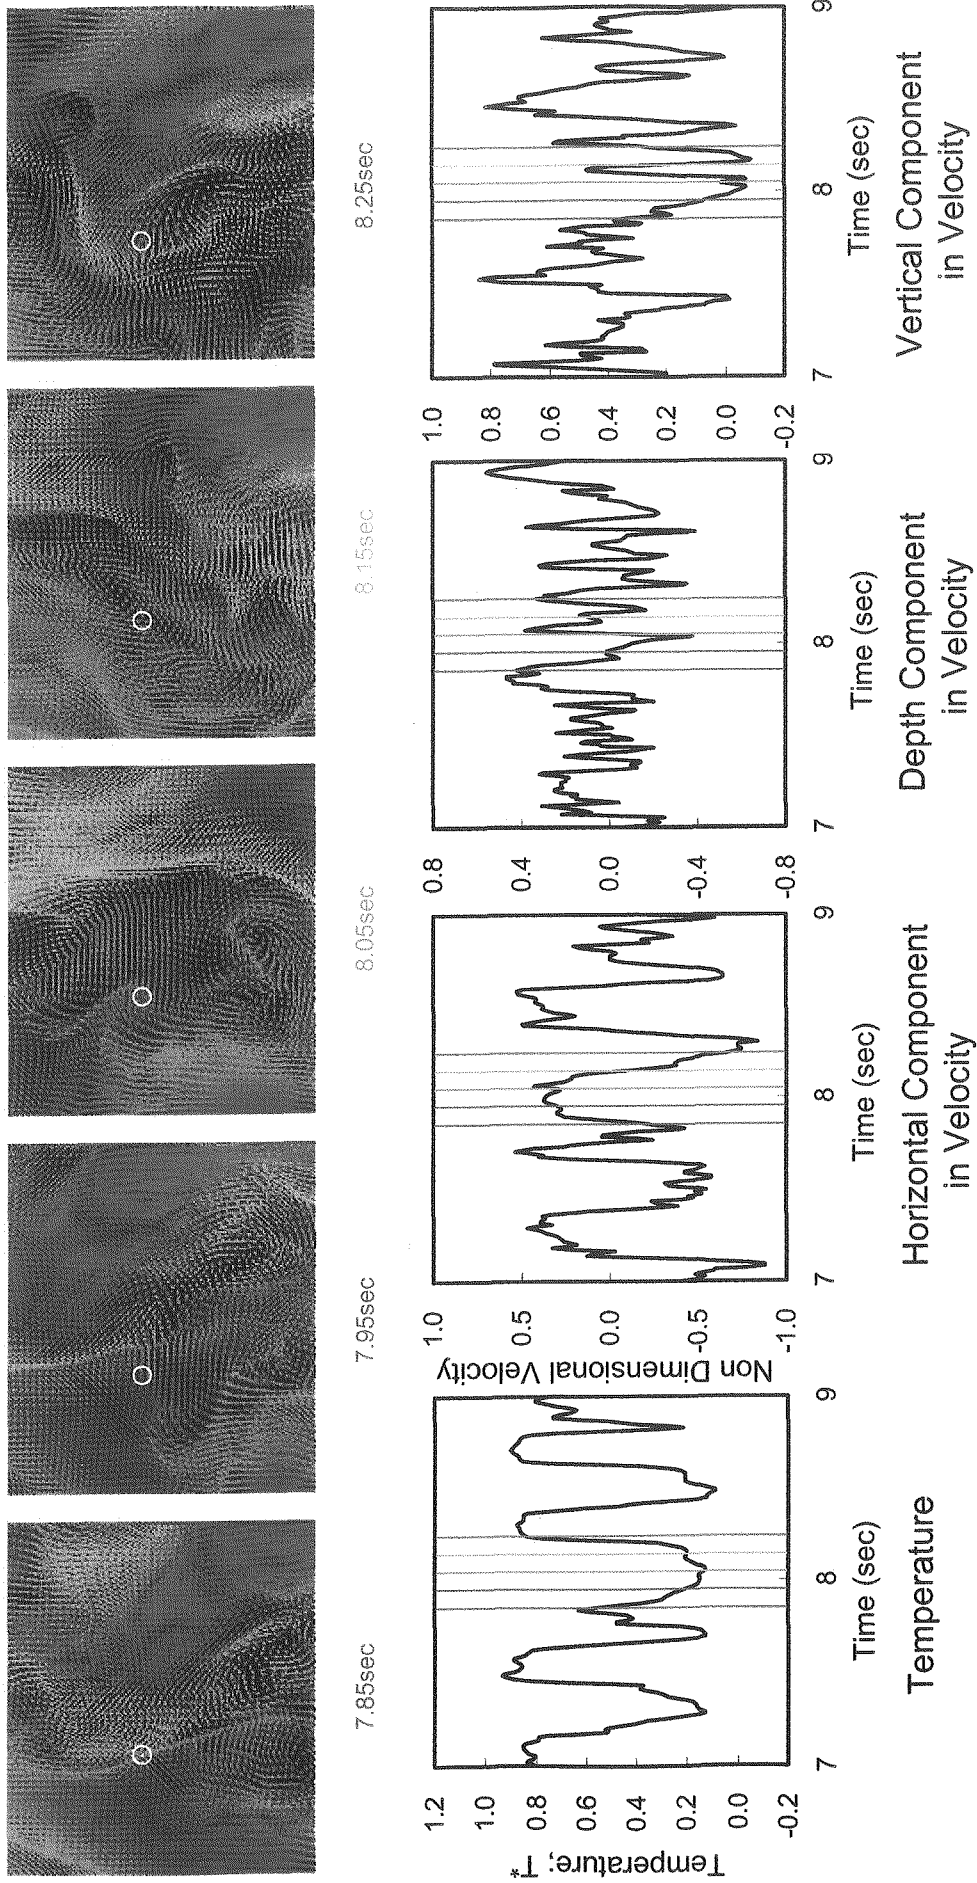 7.85sec
7.95sec
8.05sec
8.15sec
8.25sec
Temperature; T*
1.2
1.0
0.8
0.6
0.4
0.2
0.0
-0.2
7
8
9
Time (sec)
Temperature
Non Dimensional Velocity
1.0
0.5
0.0
-0.5
-1.0
7
8
9
Time (sec)
Horizontal Component
in Velocity
0.8
0.4
0.0
-0.4
-0.8
7
8
9
Time (sec)
Depth Component
in Velocity
1.0
0.8
0.6
0.4
0.2
0.0
-0.2
7
8
9
Time (sec)
Vertical Component
in Velocity